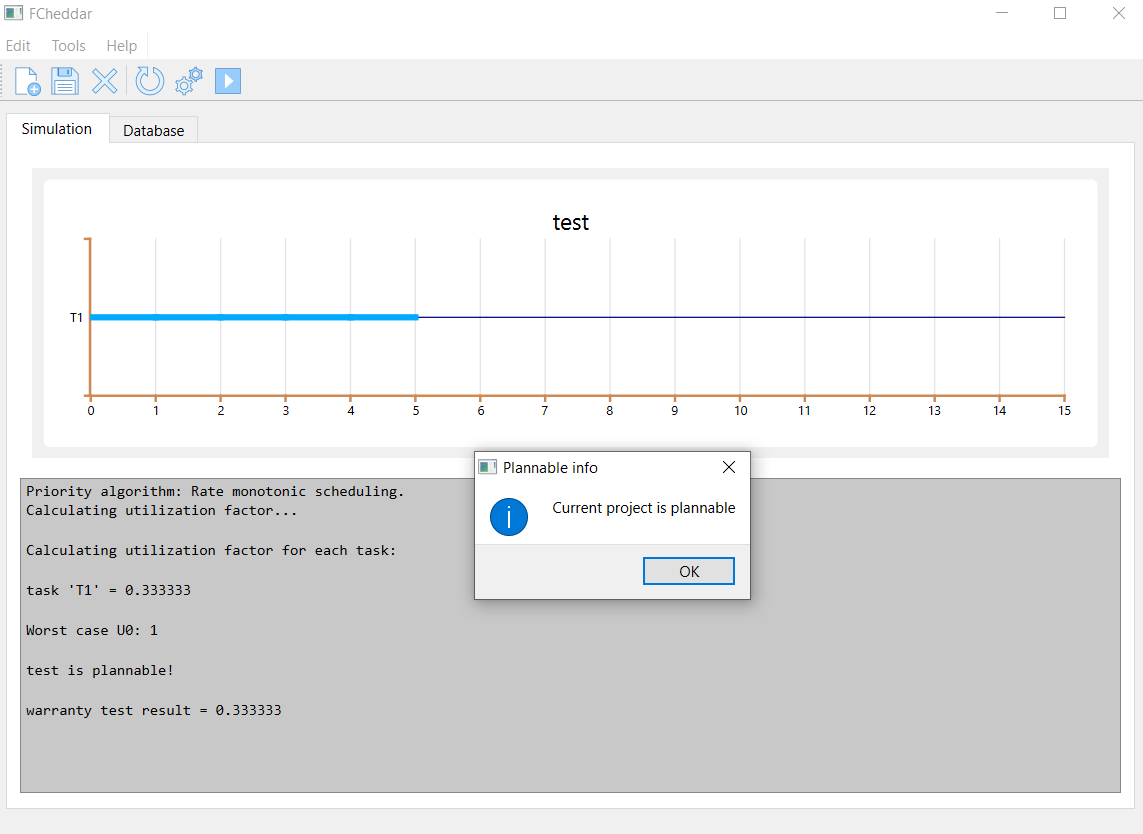 FCheddar
Edit Tools Help
Simulation Database
test
T1
0 1 2 3 4 5 6 7 8 9 10 11 12 13 14 15
Plannable info
Current project is plannable
OK
Priority algorithm: Rate monotonic scheduling.
Calculating utilization factor...
Calculating utilization factor for each task:
task 'T1' = 0.333333
Worst case U0: 1
test is plannable!
warranty test result = 0.333333